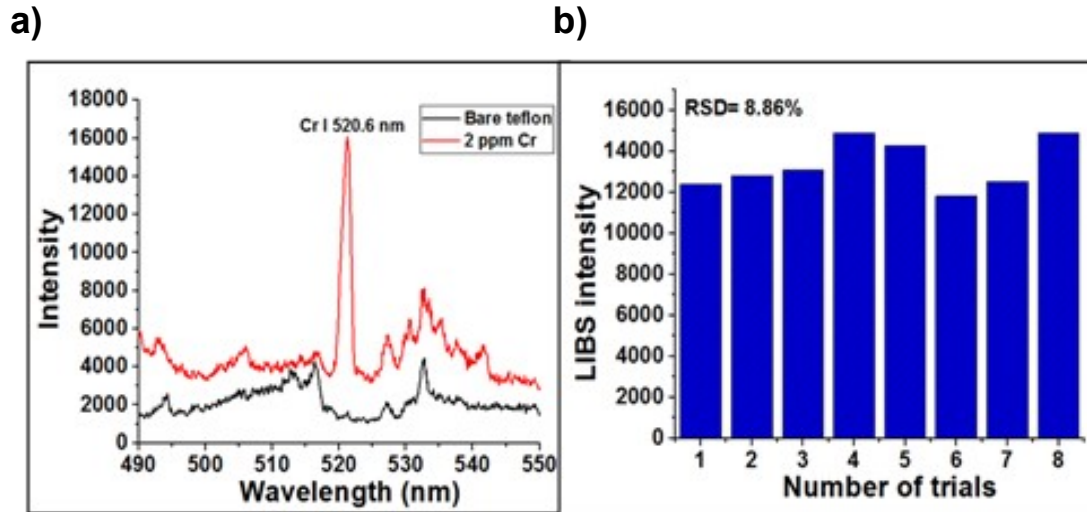 a)
b)
18000
16000
14000
12000
10000
8000
6000
4000
2000
0
Intensity
Cr I 520.6 nm
Bare teflon
2 ppm Cr
490 500 510 520 530 540 550
Wavelength (nm)
16000
14000
12000
10000
8000
6000
4000
2000
0
LIBS intensity
RSD= 8.86%
1 2 3 4 5 6 7 8
Number of trials